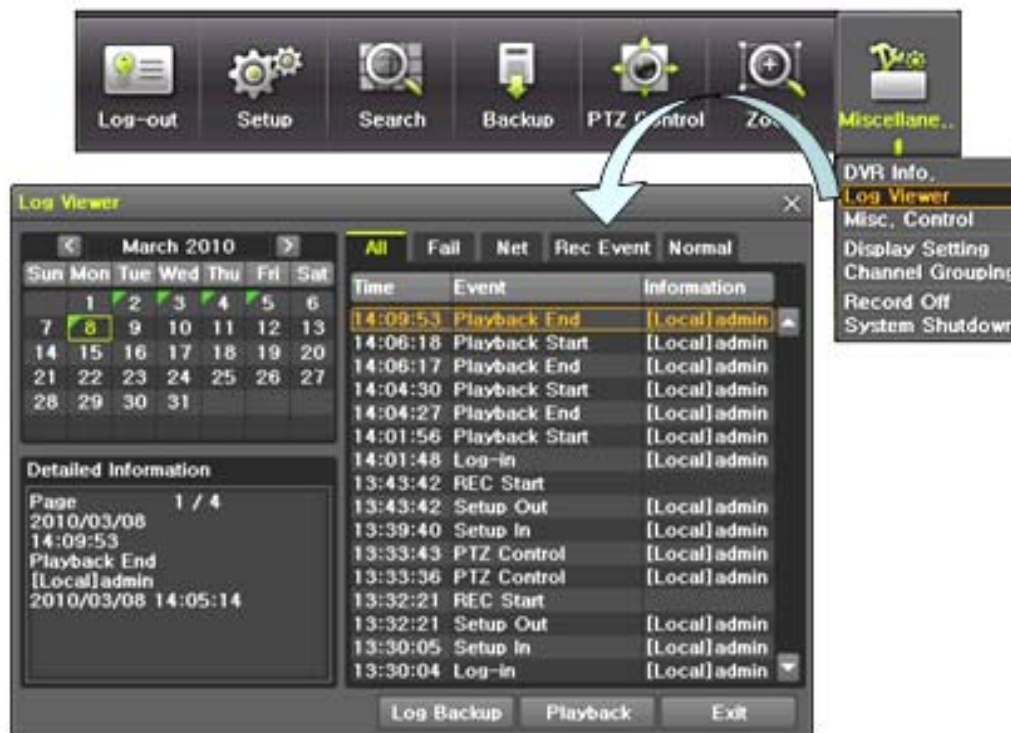 Log-out Setup Search Backup PTZ Control Miscellane..
DVR Info.
Log Viewer
Misc. Control
Display Setting
Channel Grouping
Record Off
System Shutdown
Log Viewer
March 2010
Sun Mon Tue Wed Thu Fri Sat
1 2 3 4 5 6
7 8 9 10 11 12 13
14 15 16 17 18 19 20
21 22 23 24 25 26 27
28 29 30 31
Detailed Information
Page 1 / 4
2010/03/08
14:09:53
Playback End
[Local]admin
2010/03/08 14:05:14
All Fail Net Rec Event Normal
Time Event Information
14:09:53 Playback End [Local]admin
14:06:18 Playback Start [Local]admin
14:06:17 Playback End [Local]admin
14:04:30 Playback Start [Local]admin
14:04:27 Playback End [Local]admin
14:01:56 Playback Start [Local]admin
14:01:48 Log-in [Local]admin
13:43:42 REC Start
13:43:42 Setup Out [Local]admin
13:39:40 Setup In [Local]admin
13:33:43 PTZ Control [Local]admin
13:33:36 PTZ Control [Local]admin
13:32:21 REC Start
13:32:21 Setup Out [Local]admin
13:30:05 Setup In [Local]admin
13:30:04 Log-in [Local]admin
Log Backup Playback Exit